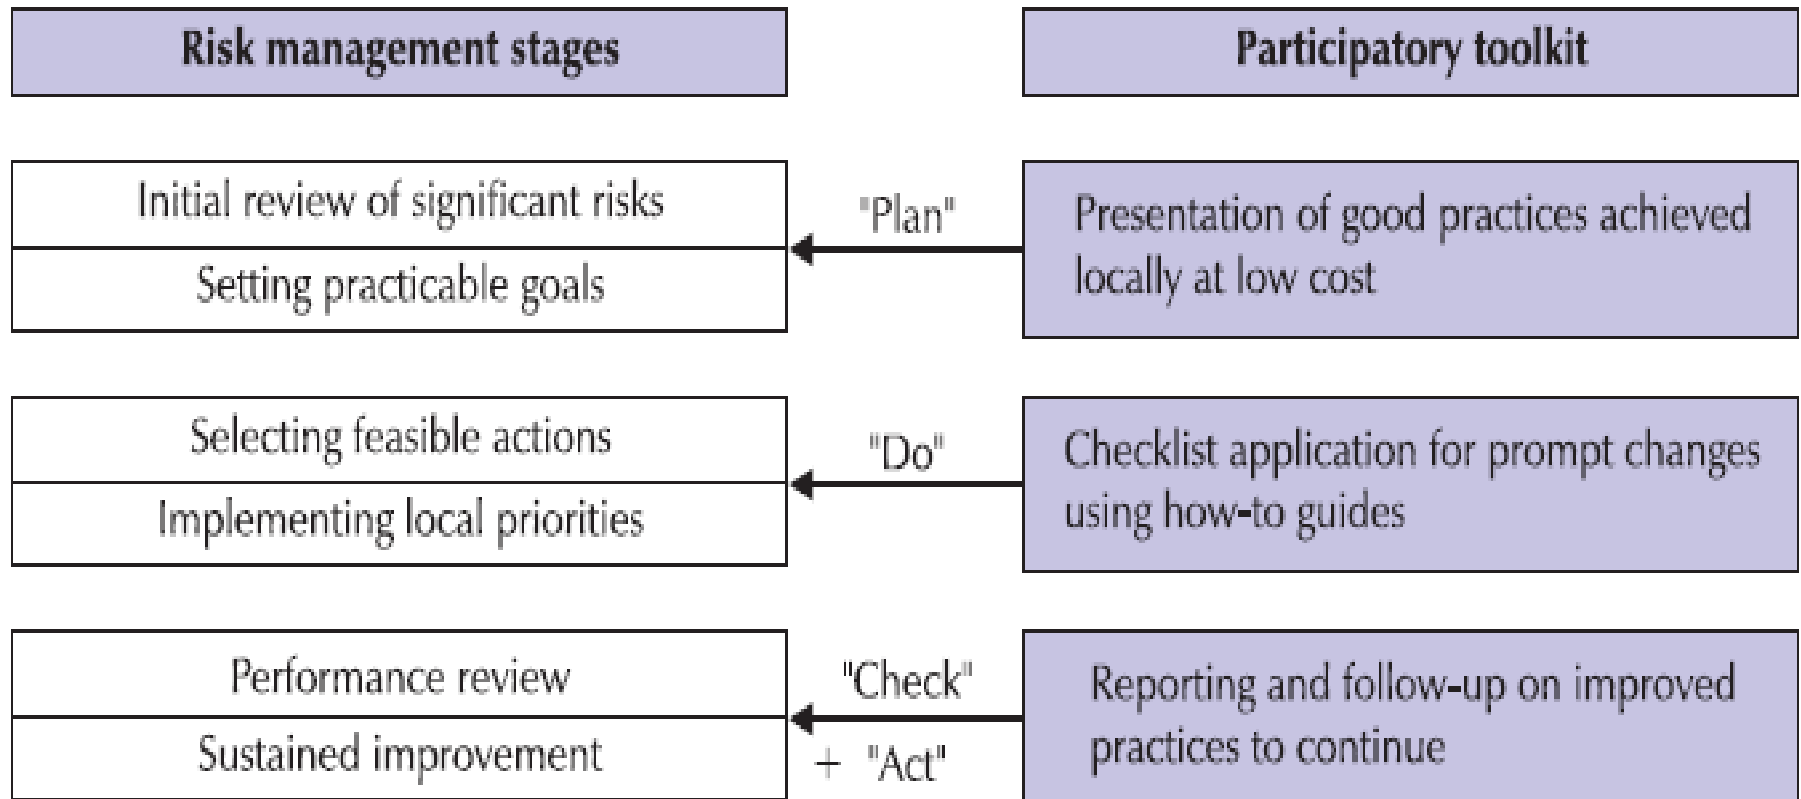 Risk management stages
Participatory toolkit
Initial review of significant risks
Setting practicable goals
"Plan"
Presentation of good practices achieved
locally at low cost
Selecting feasible actions
Implementing local priorities
"Do"
Checklist application for prompt changes
using how-to guides
Performance review
Sustained improvement
"Check"
+ "Act"
Reporting and follow-up on improved
practices to continue